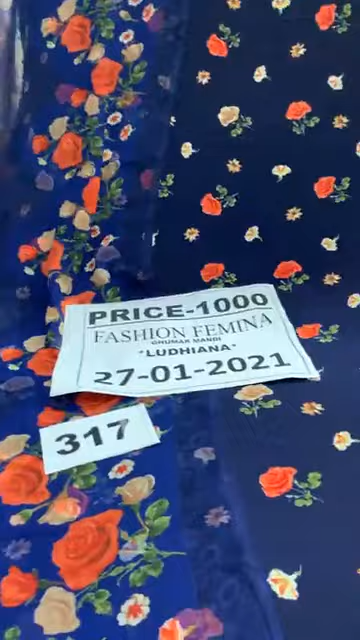 PRICE-1000
FASHION FEMINA
GHUMAR MANDI
"LUDHIANA"
27-01-2021
317